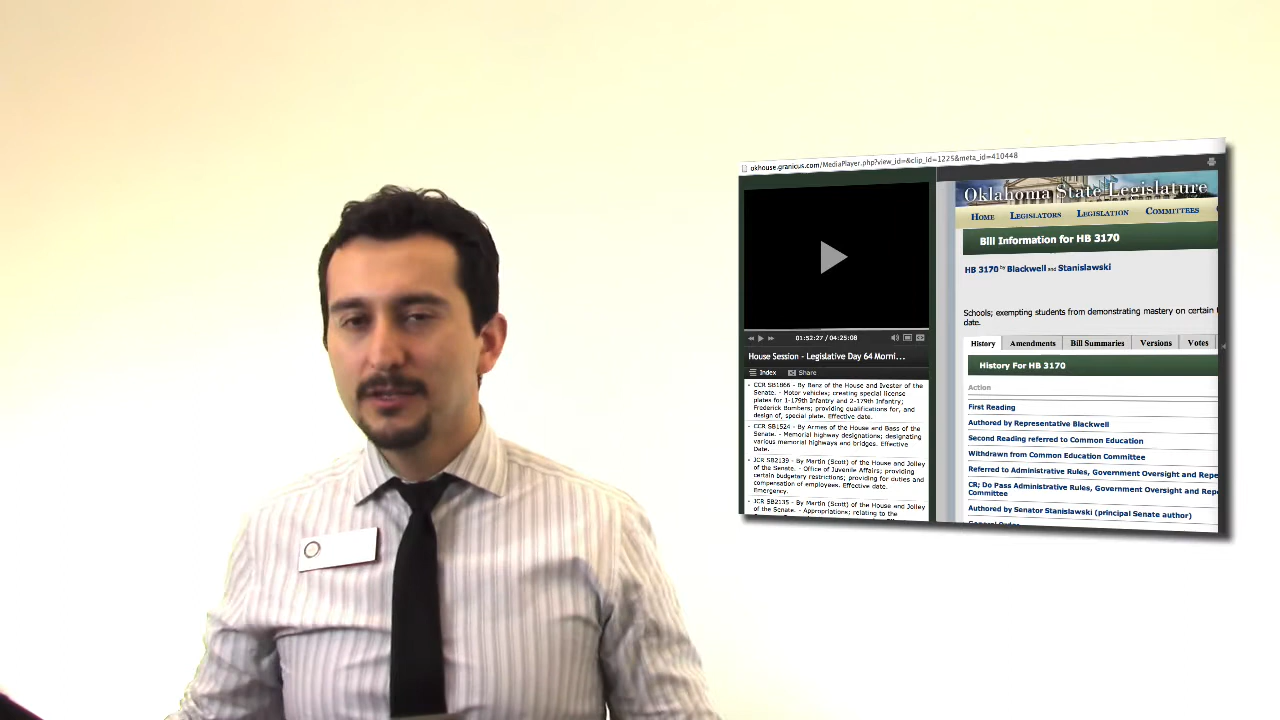 okhouse.granicus.com/MediaPlayer.php?view_id=&clip_id=1225&meta_id=410448
01:52:27 / 04:25:08
House Session - Legislative Day 64 Morni...
Index Share
CCR SB1866 - By Banz of the House and Ivester of the
Senate. - Motor vehicles; creating special license
plates for 1-179th Infantry and 2-179th Infantry;
Frederick Bombers; providing qualifications for, and
design of, special plate. Effective date.
CCR SB1524 - By Armes of the House and Bass of the
Senate. - Memorial highway designations; designating
various memorial highways and bridges. Effective
Date.
JCR SB2139 - By Martin (Scott) of the House and Jolley
of the Senate. - Office of Juvenile Affairs; providing
certain budgetary restrictions; providing for duties and
compensation of employees. Effective date.
Emergency.
JCR SB2135 - By Martin (Scott) of the House and Jolley
of the Senate. - Appropriations; relating to the
Oklahoma State Legislature
Home Legislators Legislation Committees
Bill Information for HB 3170
HB 3170 by Blackwell and Stanislawski
Schools; exempting students from demonstrating mastery on certain
date.
History Amendments Bill Summaries Versions Votes
History For HB 3170
Action
First Reading
Authored by Representative Blackwell
Second Reading referred to Common Education
Withdrawn from Common Education Committee
Referred to Administrative Rules, Government Oversight and Repe
CR; Do Pass Administrative Rules, Government Oversight and Repe
Committee
Authored by Senator Stanislawski (principal Senate author)
General Order